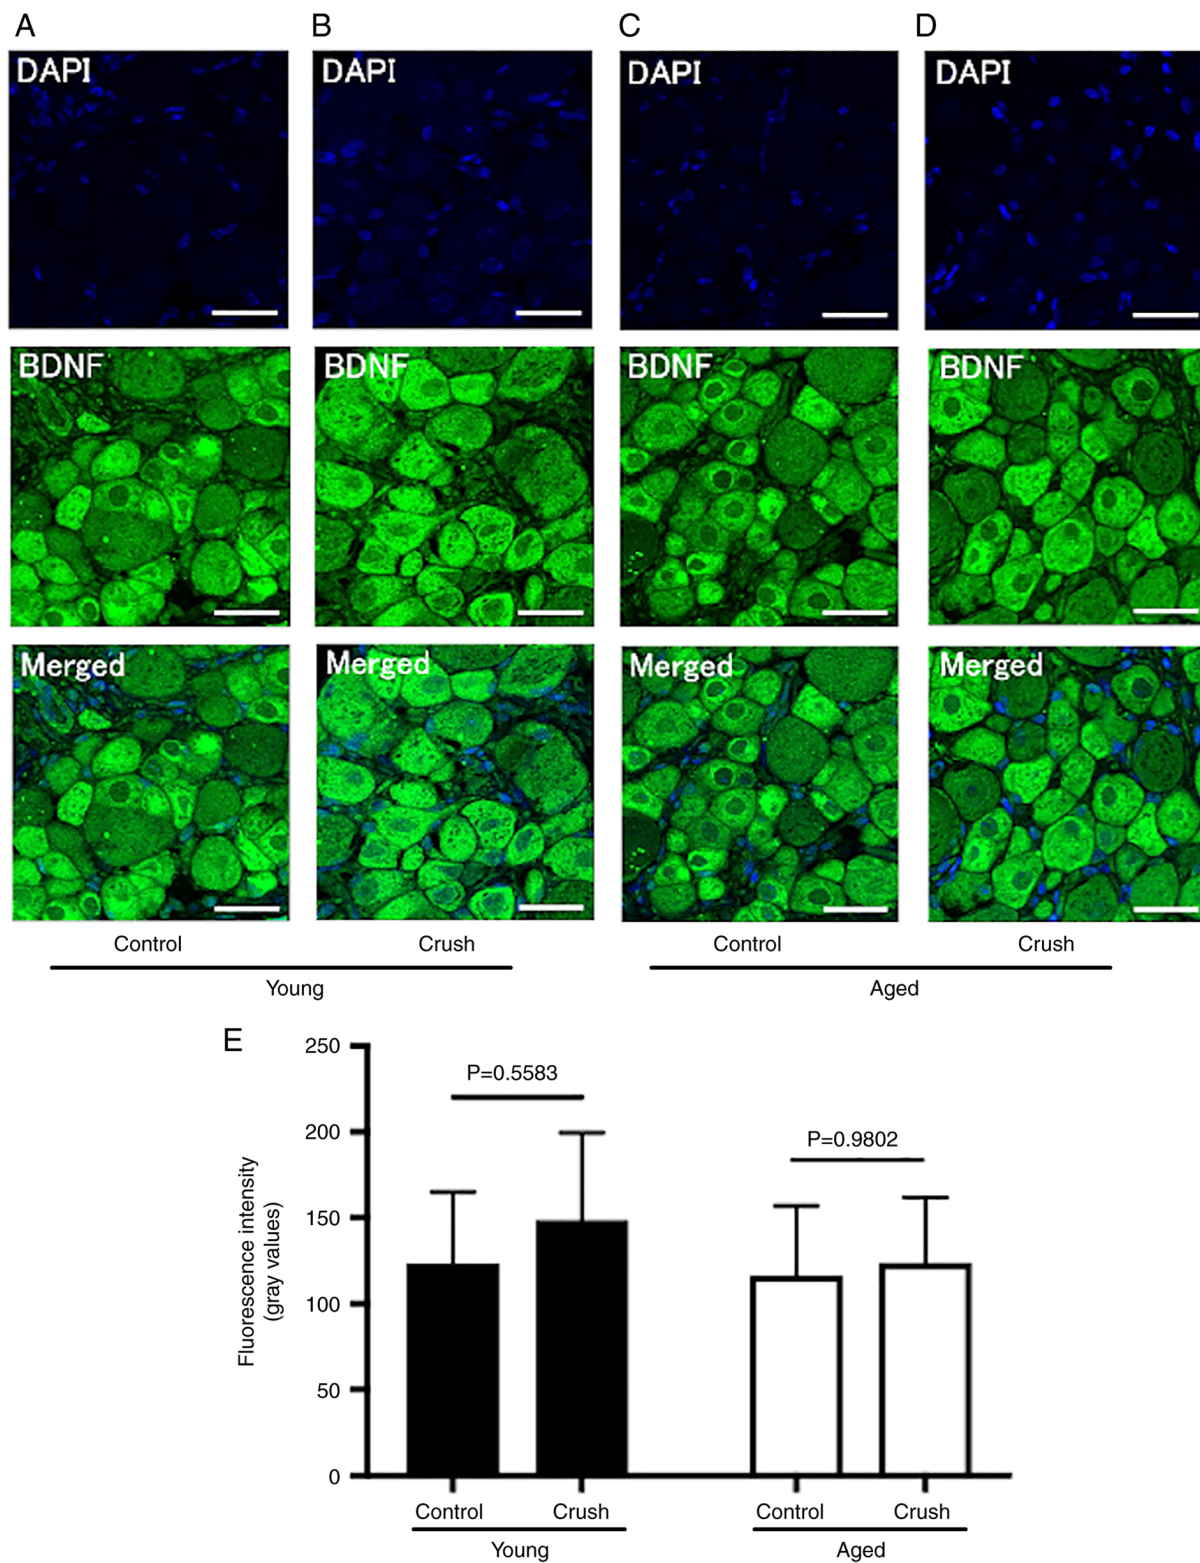 A B C D
DAPI DAPI DAPI DAPI
BDNF BDNF BDNF BDNF
Merged Merged Merged Merged
Control Crush Control Crush
Young Aged
E
250
P=0.5583
200
P=0.9802
150
100
50
0
Fluorescence intensity
(gray values)
Control Crush Control Crush
Young Aged